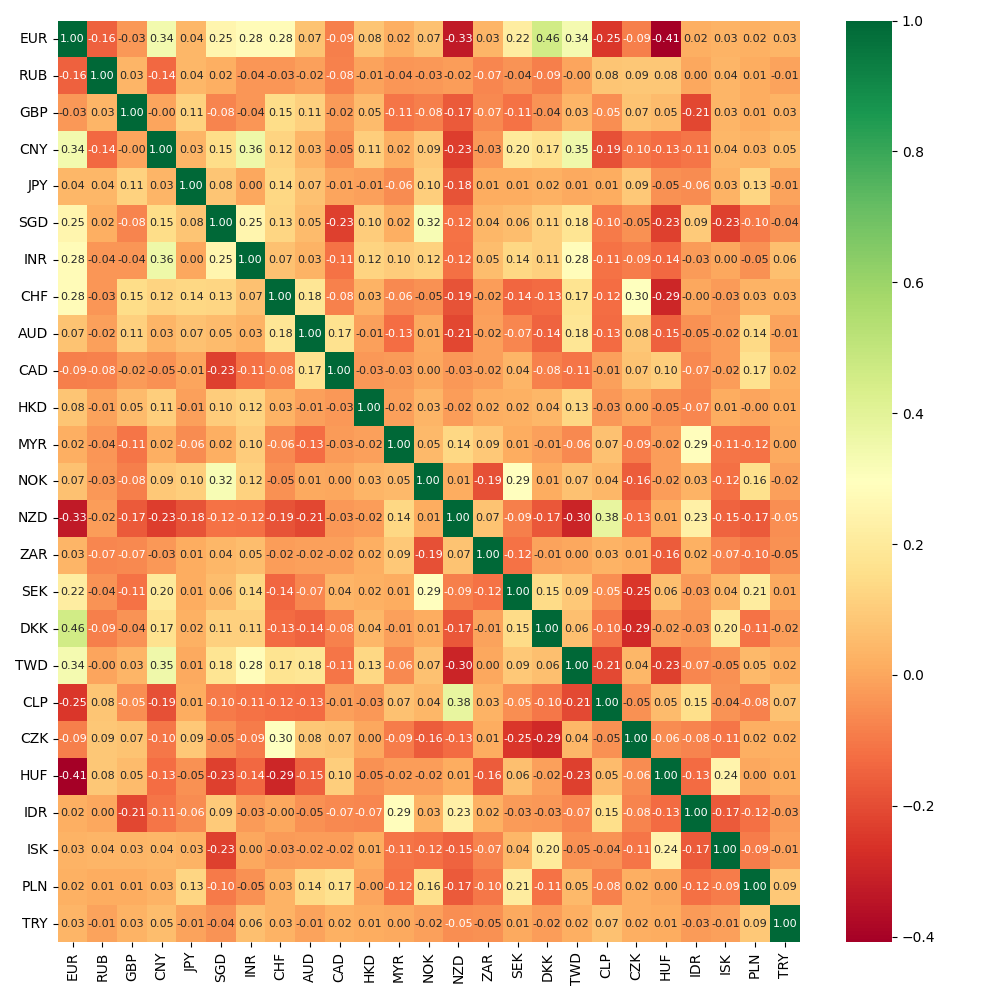 EUR 1.00 -0.16 -0.03 0.34 0.04 0.25 0.28 0.28 0.07 -0.09 0.08 0.02 0.07 -0.33 0.03 0.22 0.46 0.34 -0.25 -0.09 -0.41 0.02 0.03 0.02 0.03
RUB -0.16 1.00 0.03 -0.14 0.04 0.02 -0.04 -0.03 -0.02 -0.08 -0.01 -0.04 -0.03 -0.02 -0.07 -0.04 -0.09 -0.00 0.08 0.09 0.08 0.00 0.04 0.01 -0.01
GBP -0.03 0.03 1.00 -0.00 0.11 -0.08 -0.04 0.15 0.11 -0.02 0.05 -0.11 -0.08 -0.17 -0.07 -0.11 -0.04 0.03 -0.05 0.07 0.05 -0.21 0.03 0.01 0.03
CNY 0.34 -0.14 -0.00 1.00 0.03 0.15 0.36 0.12 0.03 -0.05 0.11 0.02 0.09 -0.23 -0.03 0.20 0.17 0.35 -0.19 -0.10 -0.13 -0.11 0.04 0.03 0.05
JPY 0.04 0.04 0.11 0.03 1.00 0.08 0.00 0.14 0.07 -0.01 -0.01 -0.06 0.10 -0.18 0.01 0.01 0.02 0.01 0.01 0.09 -0.05 -0.06 0.03 0.13 -0.01
SGD 0.25 0.02 -0.08 0.15 0.08 1.00 0.25 0.13 0.05 -0.23 0.10 0.02 0.32 -0.12 0.04 0.06 0.11 0.18 -0.10 -0.05 -0.23 0.09 -0.23 -0.10 -0.04
INR 0.28 -0.04 -0.04 0.36 0.00 0.25 1.00 0.07 0.03 -0.11 0.12 0.10 0.12 -0.12 0.05 0.14 0.11 0.28 -0.11 -0.09 -0.14 -0.03 0.00 -0.05 0.06
CHF 0.28 -0.03 0.15 0.12 0.14 0.13 0.07 1.00 0.18 -0.08 0.03 -0.06 -0.05 -0.19 -0.02 -0.14 -0.13 0.17 -0.12 0.30 -0.29 -0.00 -0.03 0.03 0.03
AUD 0.07 -0.02 0.11 0.03 0.07 0.05 0.03 0.18 1.00 0.17 -0.01 -0.13 0.01 -0.21 -0.02 -0.07 -0.14 0.18 -0.13 0.08 -0.15 -0.05 -0.02 0.14 -0.01
CAD -0.09 -0.08 -0.02 -0.05 -0.01 -0.23 -0.11 -0.08 0.17 1.00 -0.03 -0.03 0.00 -0.03 -0.02 0.04 -0.08 -0.11 -0.01 0.07 0.10 -0.07 -0.02 0.17 0.02
HKD 0.08 -0.01 0.05 0.11 -0.01 0.10 0.12 0.03 -0.01 -0.03 1.00 -0.02 0.03 -0.02 0.02 0.02 0.04 0.13 -0.03 0.00 -0.05 -0.07 0.01 -0.00 0.01
MYR 0.02 -0.04 -0.11 0.02 -0.06 0.02 0.10 -0.06 -0.13 -0.03 -0.02 1.00 0.05 0.14 0.09 0.01 -0.01 -0.06 0.07 -0.09 -0.02 0.29 -0.11 -0.12 0.00
NOK 0.07 -0.03 -0.08 0.09 0.10 0.32 0.12 -0.05 0.01 0.00 0.03 0.05 1.00 0.01 -0.19 0.29 0.01 0.07 0.04 -0.16 -0.02 0.03 -0.12 0.16 -0.02
NZD -0.33 -0.02 -0.17 -0.23 -0.18 -0.12 -0.12 -0.19 -0.21 -0.03 -0.02 0.14 0.01 1.00 0.07 -0.09 -0.17 -0.30 0.38 -0.13 0.01 0.23 -0.15 -0.17 -0.05
ZAR 0.03 -0.07 -0.07 -0.03 0.01 0.04 0.05 -0.02 -0.02 -0.02 0.02 0.09 -0.19 0.07 1.00 -0.12 -0.01 0.00 0.03 0.01 -0.16 0.02 -0.07 -0.10 -0.05
SEK 0.22 -0.04 -0.11 0.20 0.01 0.06 0.14 -0.14 -0.07 0.04 0.02 0.01 0.29 -0.09 -0.12 1.00 0.15 0.09 -0.05 -0.25 0.06 -0.03 0.04 0.21 0.01
DKK 0.46 -0.09 -0.04 0.17 0.02 0.11 0.11 -0.13 -0.14 -0.08 0.04 -0.01 0.01 -0.17 -0.01 0.15 1.00 0.06 -0.10 -0.29 -0.02 -0.03 0.20 -0.11 -0.02
TWD 0.34 -0.00 0.03 0.35 0.01 0.18 0.28 0.17 0.18 -0.11 0.13 -0.06 0.07 -0.30 0.00 0.09 0.06 1.00 -0.21 0.04 -0.23 -0.07 -0.05 0.05 0.02
CLP -0.25 0.08 -0.05 -0.19 0.01 -0.10 -0.11 -0.12 -0.13 -0.01 -0.03 0.07 0.04 0.38 0.03 -0.05 -0.10 -0.21 1.00 -0.05 0.05 0.15 -0.04 -0.08 0.07
CZK -0.09 0.09 0.07 -0.10 0.09 -0.05 -0.09 0.30 0.08 0.07 0.00 -0.09 -0.16 -0.13 0.01 -0.25 -0.29 0.04 -0.05 1.00 -0.06 -0.08 -0.11 0.02 0.02
HUF -0.41 0.08 0.05 -0.13 -0.05 -0.23 -0.14 -0.29 -0.15 0.10 -0.05 -0.02 -0.02 0.01 -0.16 0.06 -0.02 -0.23 0.05 -0.06 1.00 -0.13 0.24 0.00 0.01
IDR 0.02 0.00 -0.21 -0.11 -0.06 0.09 -0.03 -0.00 -0.05 -0.07 -0.07 0.29 0.03 0.23 0.02 -0.03 -0.03 -0.07 0.15 -0.08 -0.13 1.00 -0.17 -0.12 -0.03
ISK 0.03 0.04 0.03 0.04 0.03 -0.23 0.00 -0.03 -0.02 -0.02 0.01 -0.11 -0.12 -0.15 -0.07 0.04 0.20 -0.05 -0.04 -0.11 0.24 -0.17 1.00 -0.09 -0.01
PLN 0.02 0.01 0.01 0.03 0.13 -0.10 -0.05 0.03 0.14 0.17 -0.00 -0.12 0.16 -0.17 -0.10 0.21 -0.11 0.05 -0.08 0.02 0.00 -0.12 -0.09 1.00 0.09
TRY 0.03 -0.01 0.03 0.05 -0.01 -0.04 0.06 0.03 -0.01 0.02 0.01 0.00 -0.02 -0.05 -0.05 0.01 -0.02 0.02 0.07 0.02 0.01 -0.03 -0.01 0.09 1.00
EUR RUB GBP CNY JPY SGD INR CHF AUD CAD HKD MYR NOK NZD ZAR SEK DKK TWD CLP CZK HUF IDR ISK PLN TRY
1.0
0.8
0.6
0.4
0.2
0.0
−0.2
−0.4